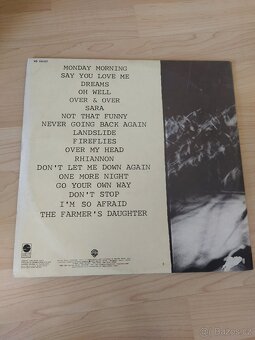 MONDAY MORNING
SAY YOU LOVE ME
DREAMS
OH WELL
OVER & OVER
SARA
NOT THAT FUNNY
NEVER GOING BACK AGAIN
LANDSLIDE
FIREFLIES
OVER MY HEAD
RHIANNON
DON'T LET ME DOWN AGAIN
ONE MORE NIGHT
GO YOUR OWN WAY
DON'T STOP
I'M SO AFRAID
THE FARMER'S DAUGHTER